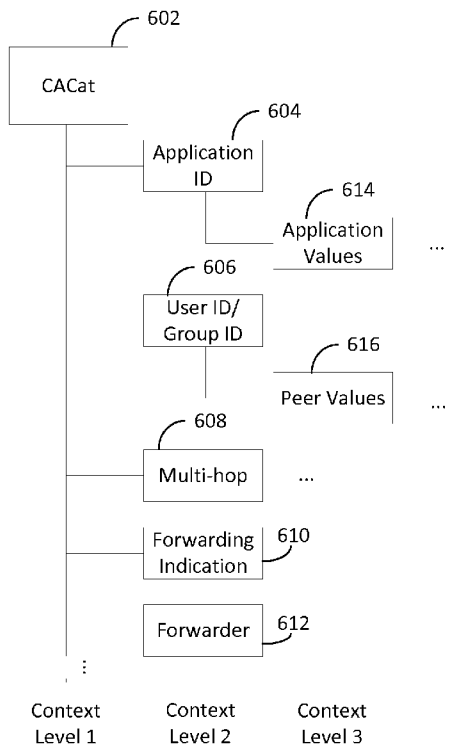 602
CACat
604
Application
ID
614
Application
Values
...
606
User ID/
Group ID
616
Peer Values
...
608
Multi-hop
...
Forwarding
Indication
610
Forwarder
612
...
Context
Level 1
Context
Level 2
Context
Level 3